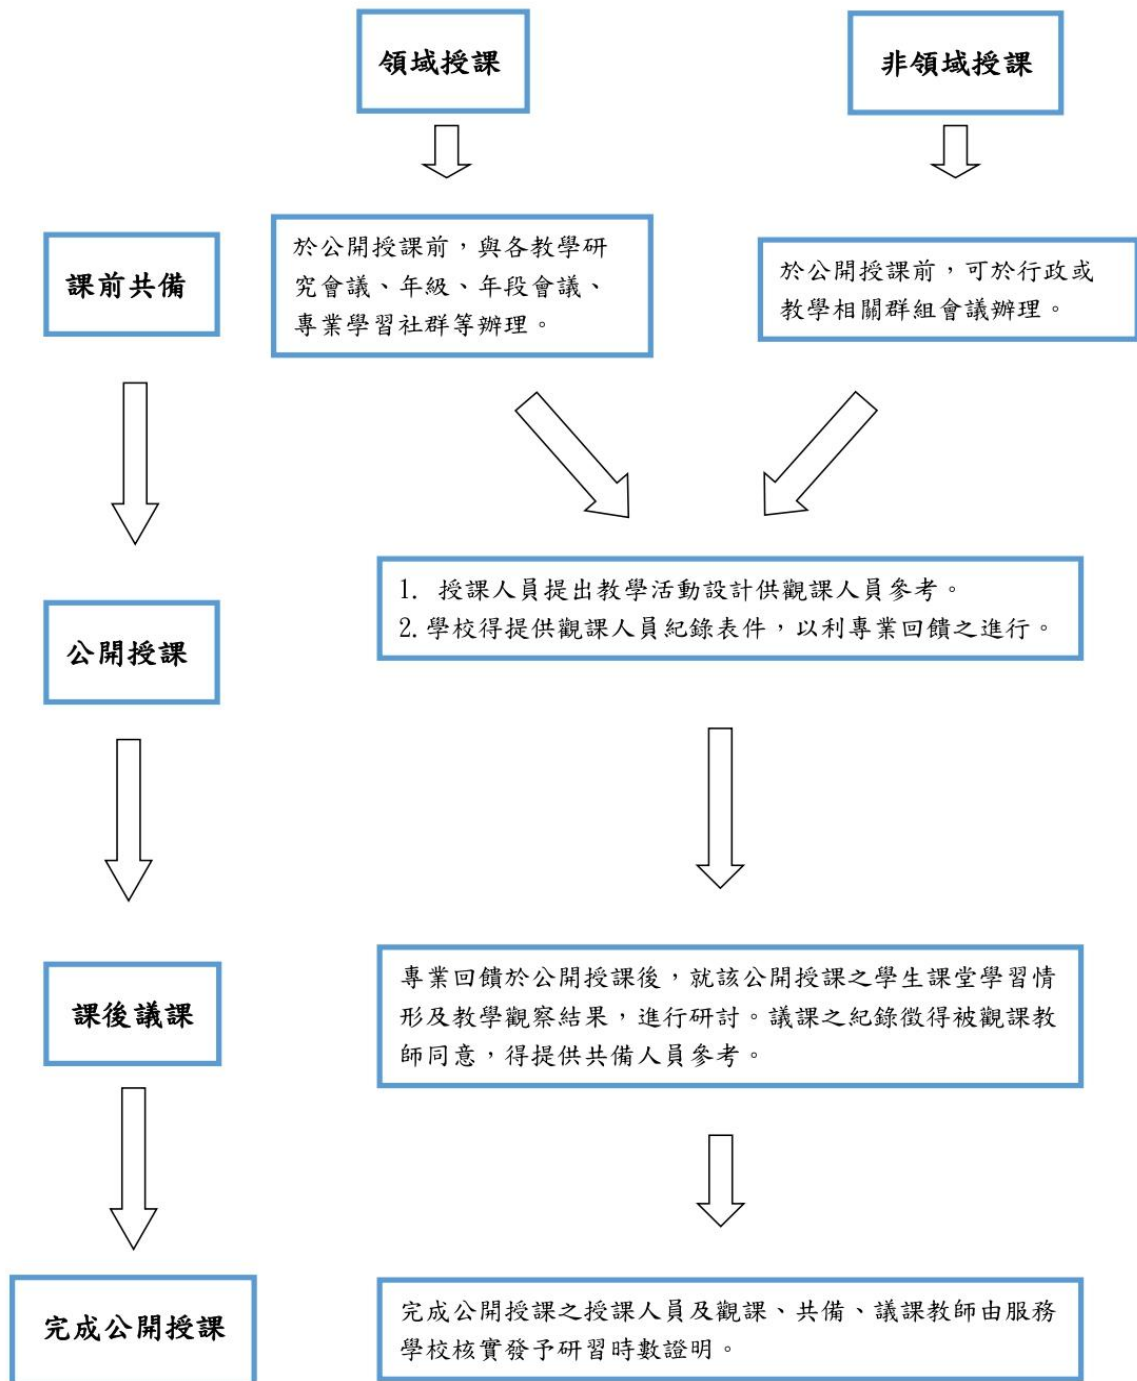 領域授課
非領域授課
課前共備
於公開授課前，與各教學研
究會議、年級、年段會議、
專業學習社群等辦理。
於公開授課前，可於行政或
教學相關群組會議辦理。
公開授課
1. 授課人員提出教學活動設計供觀課人員參考。
2. 學校得提供觀課人員紀錄表件，以利專業回饋之進行。
課後議課
專業回饋於公開授課後，就該公開授課之學生課堂學習情
形及教學觀察結果，進行研討。議課之紀錄徵得被觀課教
師同意，得提供共備人員參考。
完成公開授課
完成公開授課之授課人員及觀課、共備、議課教師由服務
學校核實發予研習時數證明。